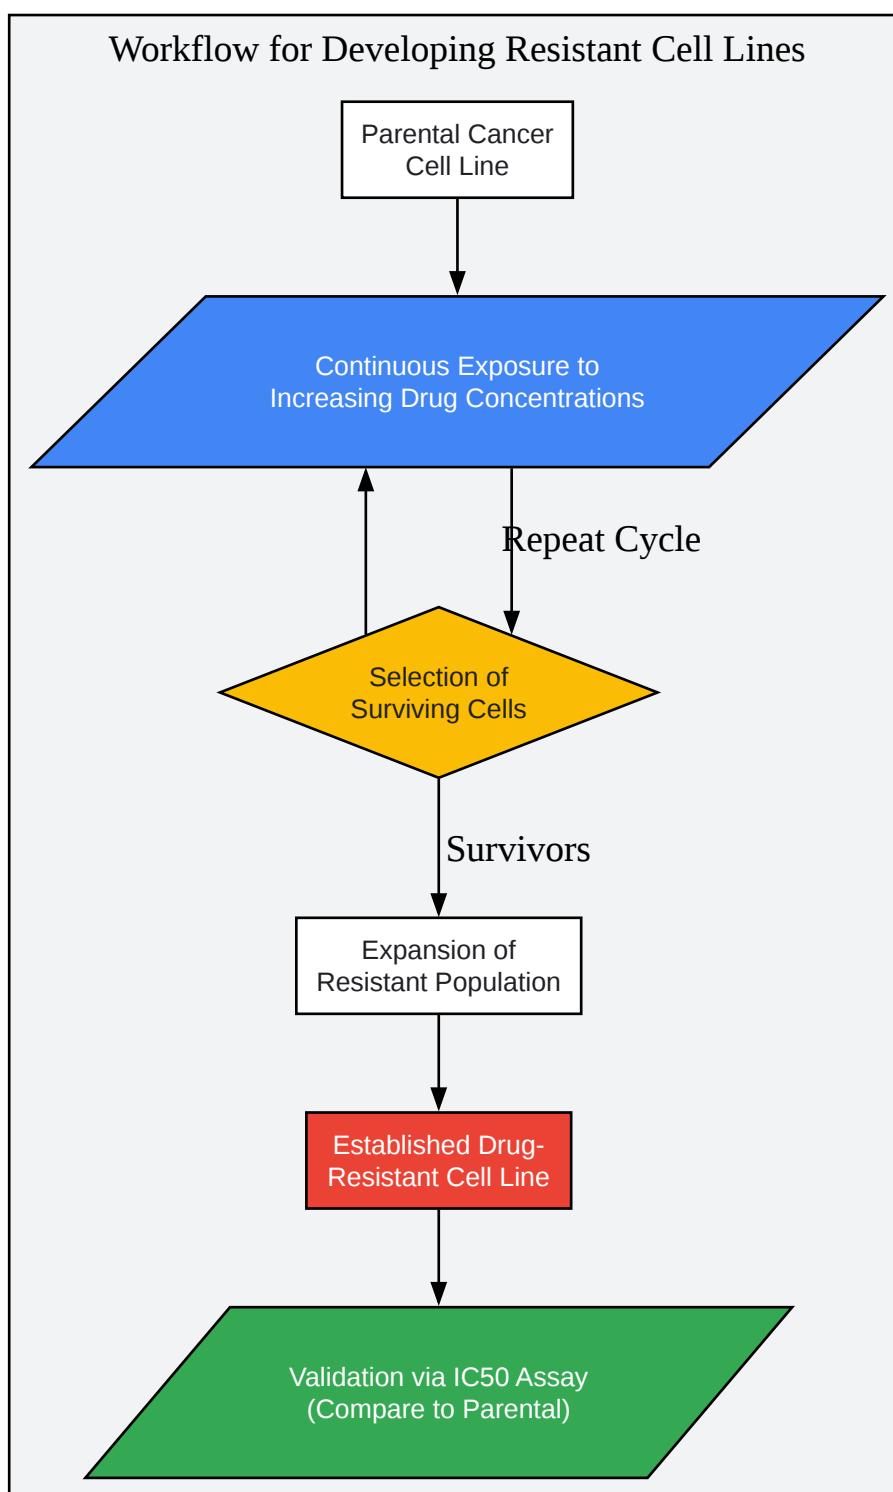 Workflow for Developing Resistant Cell Lines
Parental Cancer
Cell Line
Continuous Exposure to
Increasing Drug Concentrations
Repeat Cycle
Selection of
Surviving Cells
Survivors
Expansion of
Resistant Population
Established Drug-
Resistant Cell Line
Validation via IC50 Assay
(Compare to Parental)